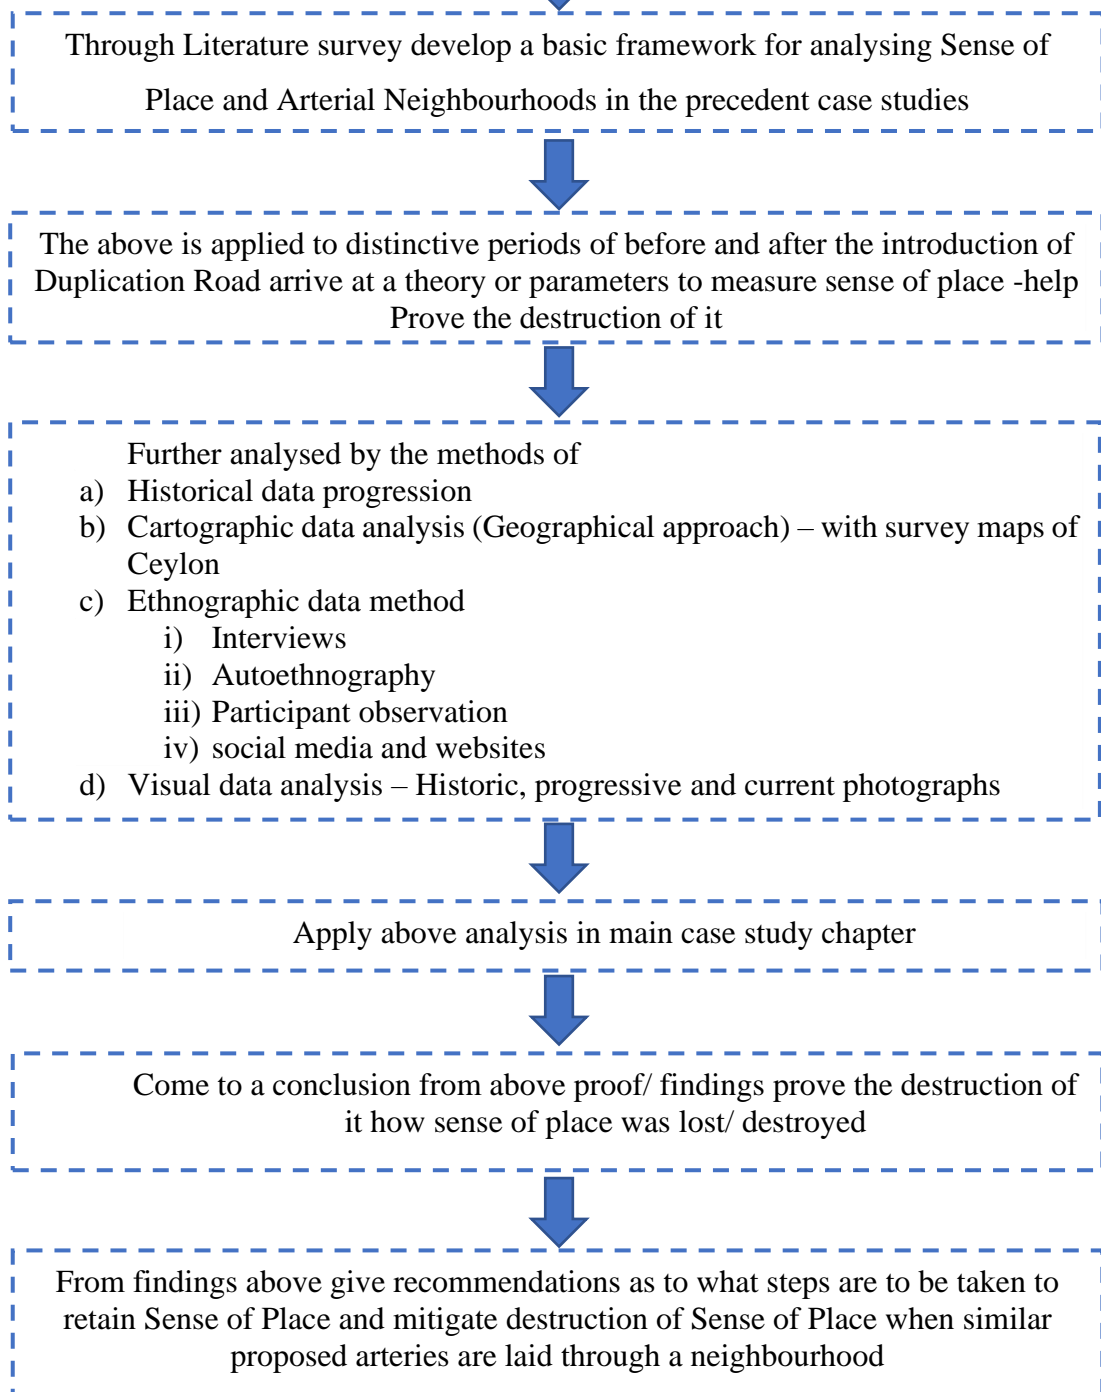 Through Literature survey develop a basic framework for analysing Sense of
Place and Arterial Neighbourhoods in the precedent case studies
The above is applied to distinctive periods of before and after the introduction of
Duplication Road arrive at a theory or parameters to measure sense of place -help
Prove the destruction of it
Further analysed by the methods of
a) Historical data progression
b) Cartographic data analysis (Geographical approach) – with survey maps of
Ceylon
c) Ethnographic data method
i) Interviews
ii) Autoethnography
iii) Participant observation
iv) social media and websites
d) Visual data analysis – Historic, progressive and current photographs
Apply above analysis in main case study chapter
Come to a conclusion from above proof/ findings prove the destruction of
it how sense of place was lost/ destroyed
From findings above give recommendations as to what steps are to be taken to
retain Sense of Place and mitigate destruction of Sense of Place when similar
proposed arteries are laid through a neighbourhood